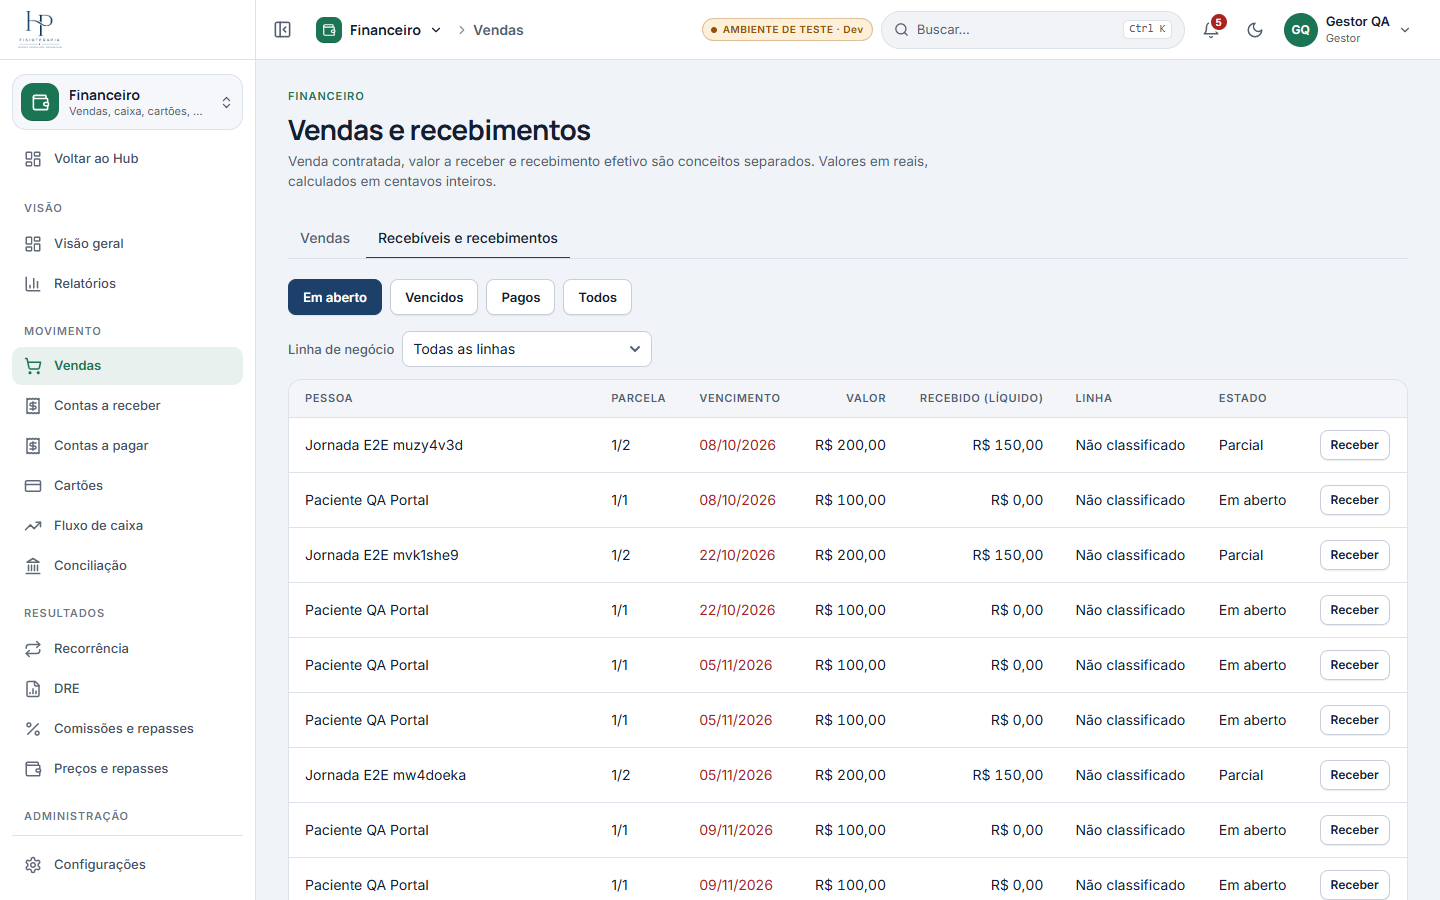 HP
FISIOTERAPIA
Financeiro
Vendas
AMBIENTE DE TESTE · Dev
Buscar...
Ctrl K
5
GQ
Gestor QA
Gestor
Financeiro
Vendas, caixa, cartões, ...
Voltar ao Hub
VISÃO
Visão geral
Relatórios
MOVIMENTO
Vendas
Contas a receber
Contas a pagar
Cartões
Fluxo de caixa
Conciliação
RESULTADOS
Recorrência
DRE
Comissões e repasses
Preços e repasses
ADMINISTRAÇÃO
Configurações
FINANCEIRO
Vendas e recebimentos
Venda contratada, valor a receber e recebimento efetivo são conceitos separados. Valores em reais,
calculados em centavos inteiros.
Vendas Recebíveis e recebimentos
Em aberto Vencidos Pagos Todos
Linha de negócio Todas as linhas
PESSOA PARCELA VENCIMENTO VALOR RECEBIDO (LÍQUIDO) LINHA ESTADO
Jornada E2E muzy4v3d 1/2 08/10/2026 R$ 200,00 R$ 150,00 Não classificado Parcial Receber
Paciente QA Portal 1/1 08/10/2026 R$ 100,00 R$ 0,00 Não classificado Em aberto Receber
Jornada E2E mvk1she9 1/2 22/10/2026 R$ 200,00 R$ 150,00 Não classificado Parcial Receber
Paciente QA Portal 1/1 22/10/2026 R$ 100,00 R$ 0,00 Não classificado Em aberto Receber
Paciente QA Portal 1/1 05/11/2026 R$ 100,00 R$ 0,00 Não classificado Em aberto Receber
Paciente QA Portal 1/1 05/11/2026 R$ 100,00 R$ 0,00 Não classificado Em aberto Receber
Jornada E2E mw4doeka 1/2 05/11/2026 R$ 200,00 R$ 150,00 Não classificado Parcial Receber
Paciente QA Portal 1/1 09/11/2026 R$ 100,00 R$ 0,00 Não classificado Em aberto Receber
Paciente QA Portal 1/1 09/11/2026 R$ 100,00 R$ 0,00 Não classificado Em aberto Receber